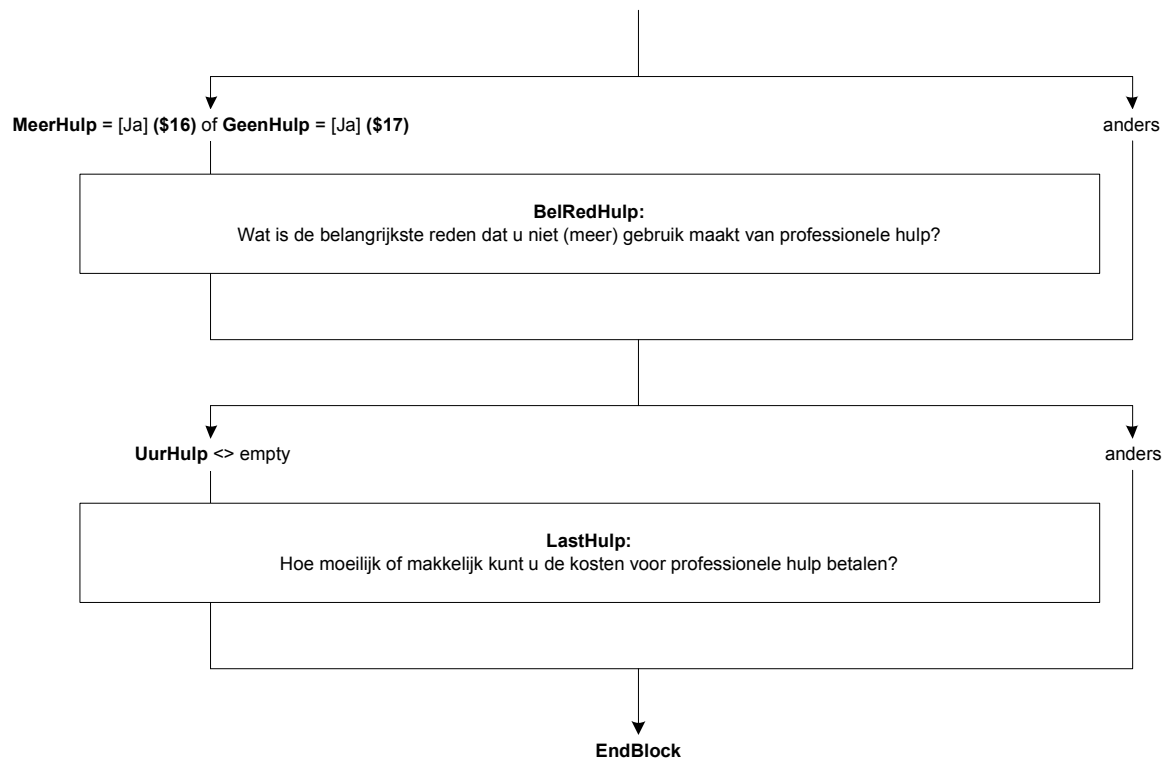 MeerHulp = [Ja] ($16) of GeenHulp = [Ja] ($17)
anders
BelRedHulp:
Wat is de belangrijkste reden dat u niet (meer) gebruik maakt van professionele hulp?
UurHulp <> empty
anders
LastHulp:
Hoe moeilijk of makkelijk kunt u de kosten voor professionele hulp betalen?
EndBlock